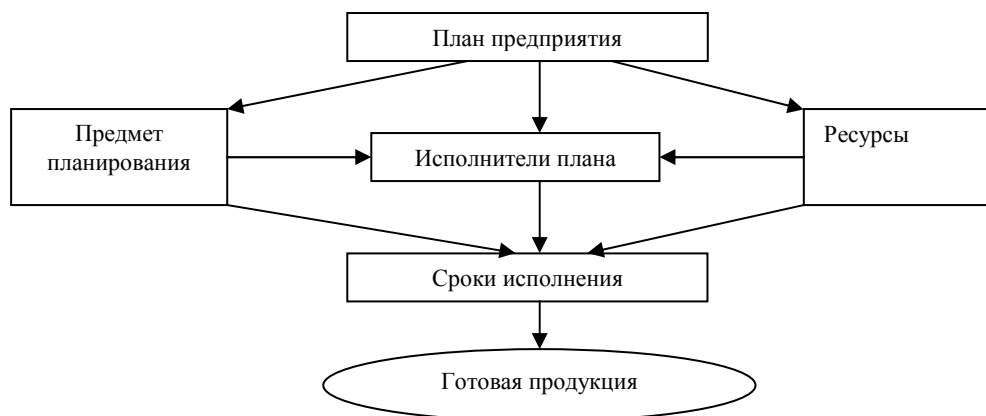 План предприятия
Предмет
планирования
Исполнители плана
Ресурсы
Сроки исполнения
Готовая продукция